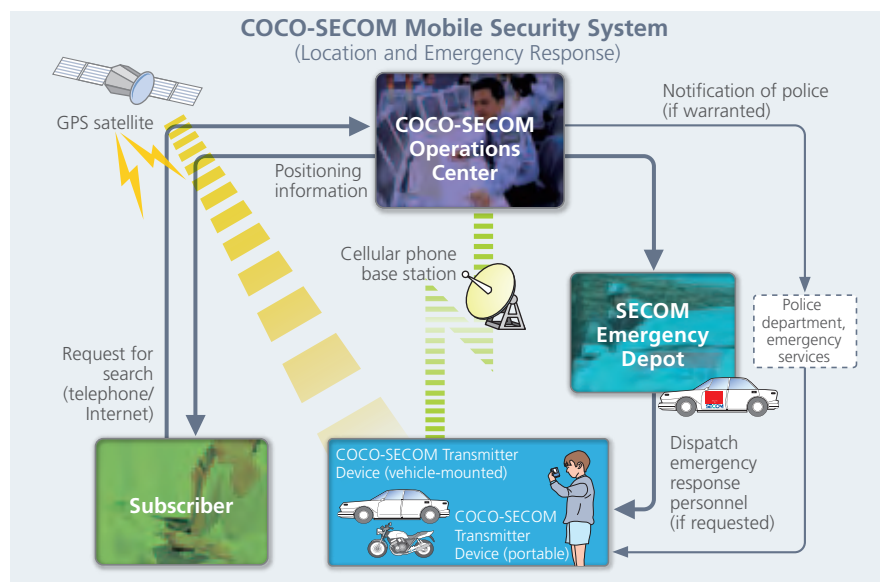 COCO-SECOM Mobile Security System
(Location and Emergency Response)
GPS satellite
COCO-SECOM
Operations
Center
Notification of police
(if warranted)
Positioning
information
Cellular phone
base station
SECOM
Emergency
Depot
Police
department,
emergency
services
Request for
search
(telephone/
Internet)
SECOM
Dispatch
emergency
response
personnel
(if requested)
Subscriber
COCO-SECOM Transmitter
Device (vehicle-mounted)
COCO-SECOM
Transmitter
Device (portable)